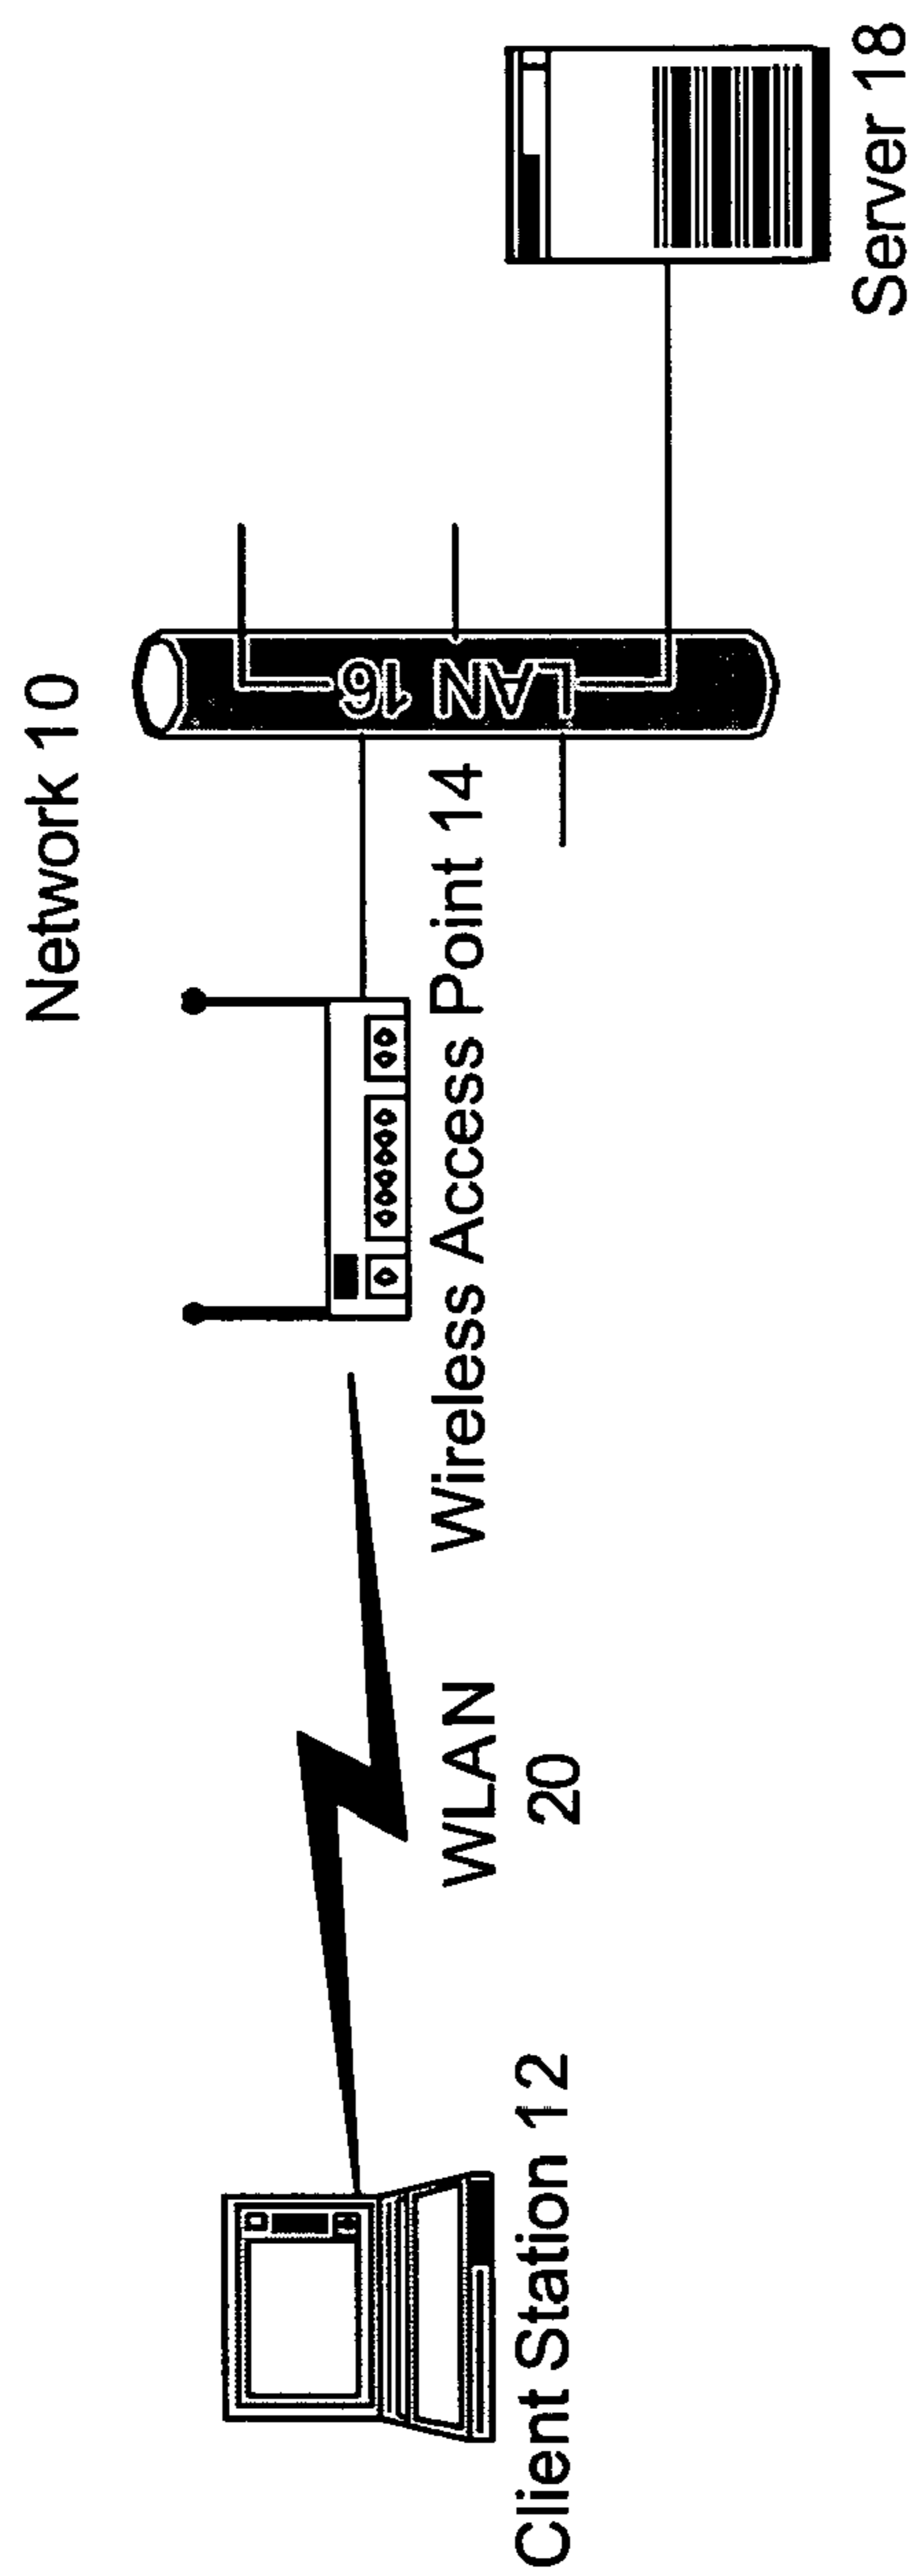 Network 10
Client Station 12
WLAN
20
Wireless Access Point 14
LAN 16
Server 18